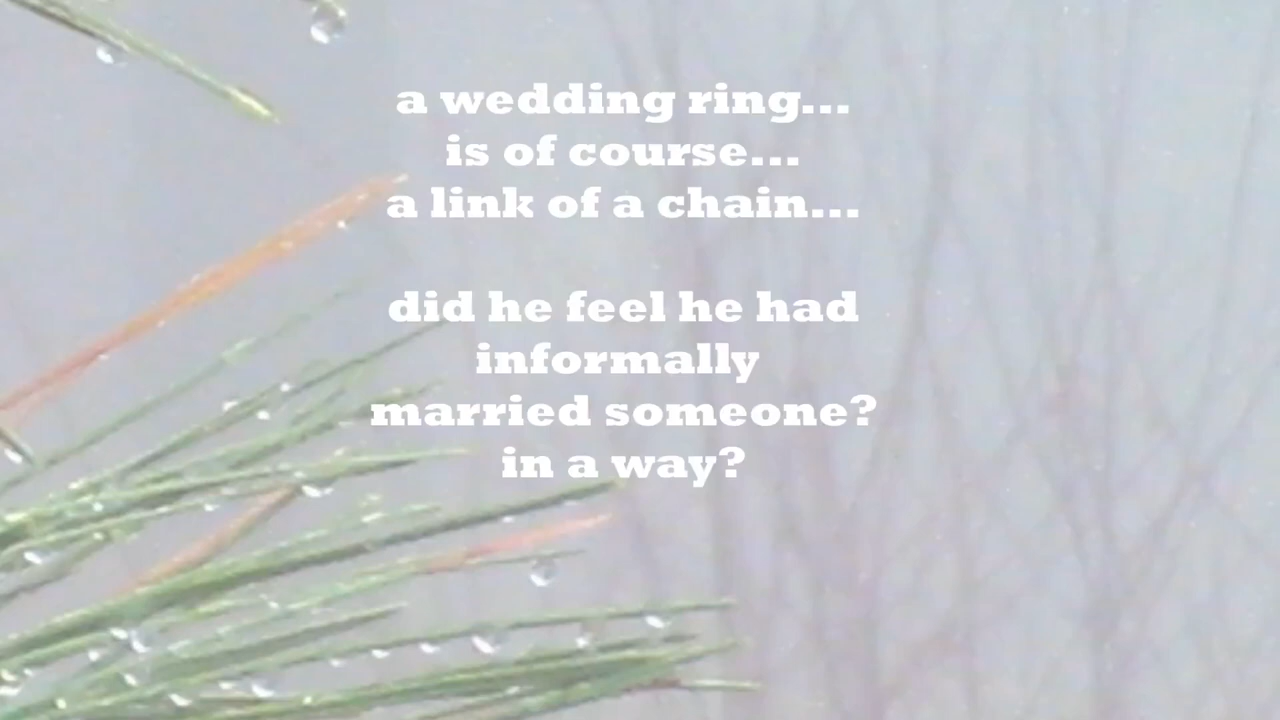 a wedding ring...
is of course...
a link of a chain...
did he feel he had
informally
married someone?
in a way?